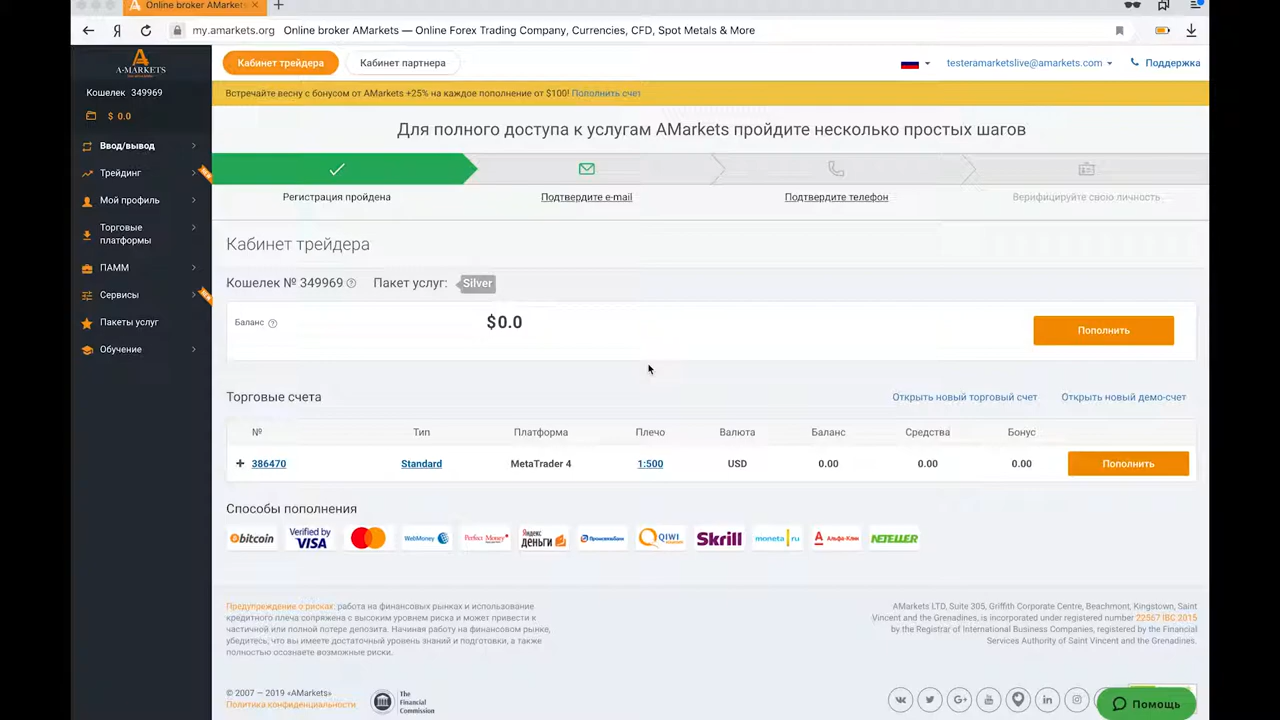 Online broker AMarkets
my.amarkets.org Online broker AMarkets — Online Forex Trading Company, Currencies, CFD, Spot Metals & More
A-MARKETS
Кошелек 349969
$ 0.0
Ввод/вывод
Трейдинг
Мой профиль
Торговые
платформы
ПАММ
Сервисы
Пакеты услуг
Обучение
Кабинет трейдера Кабинет партнера testeramarketslive@amarkets.com Поддержка
Встречайте весну с бонусом от AMarkets +25% на каждое пополнение от $100! Пополнить счет
Для полного доступа к услугам AMarkets пройдите несколько простых шагов
Регистрация пройдена Подтвердите e-mail Подтвердите телефон Верифицируйте свою личность
Кабинет трейдера
Кошелек № 349969 Пакет услуг: Silver
Баланс $0.0 Пополнить
Торговые счета Открыть новый торговый счет Открыть новый демо-счет
№ Тип Платформа Плечо Валюта Баланс Средства Бонус
+ 386470 Standard MetaTrader 4 1:500 USD 0.00 0.00 0.00 Пополнить
Способы пополнения
bitcoin Verified by VISA WebMoney Perfect Money Яндекс Деньги Промсвязьбанк QIWI Skrill moneta.ru Альфа-Клик NETELLER
Предупреждение о рисках: работа на финансовых рынках и использование
кредитного плеча сопряжена с высоким уровнем риска и может привести к
частичной или полной потере депозита. Начиная работу на финансовом рынке,
убедитесь, что вы имеете достаточный уровень знаний и подготовки, а также
полностью осознаете возможные риски.
AMarkets LTD, Suite 305, Griffith Corporate Centre, Beachmont, Kingstown, Saint
Vincent and the Grenadines, is incorporated under registered number 22567 IBC 2015
by the Registrar of International Business Companies, registered by the Financial
Services Authority of Saint Vincent and the Grenadines.
© 2007 — 2019 «AMarkets»
Политика конфиденциальности
The
Financial
Commission
Помощь